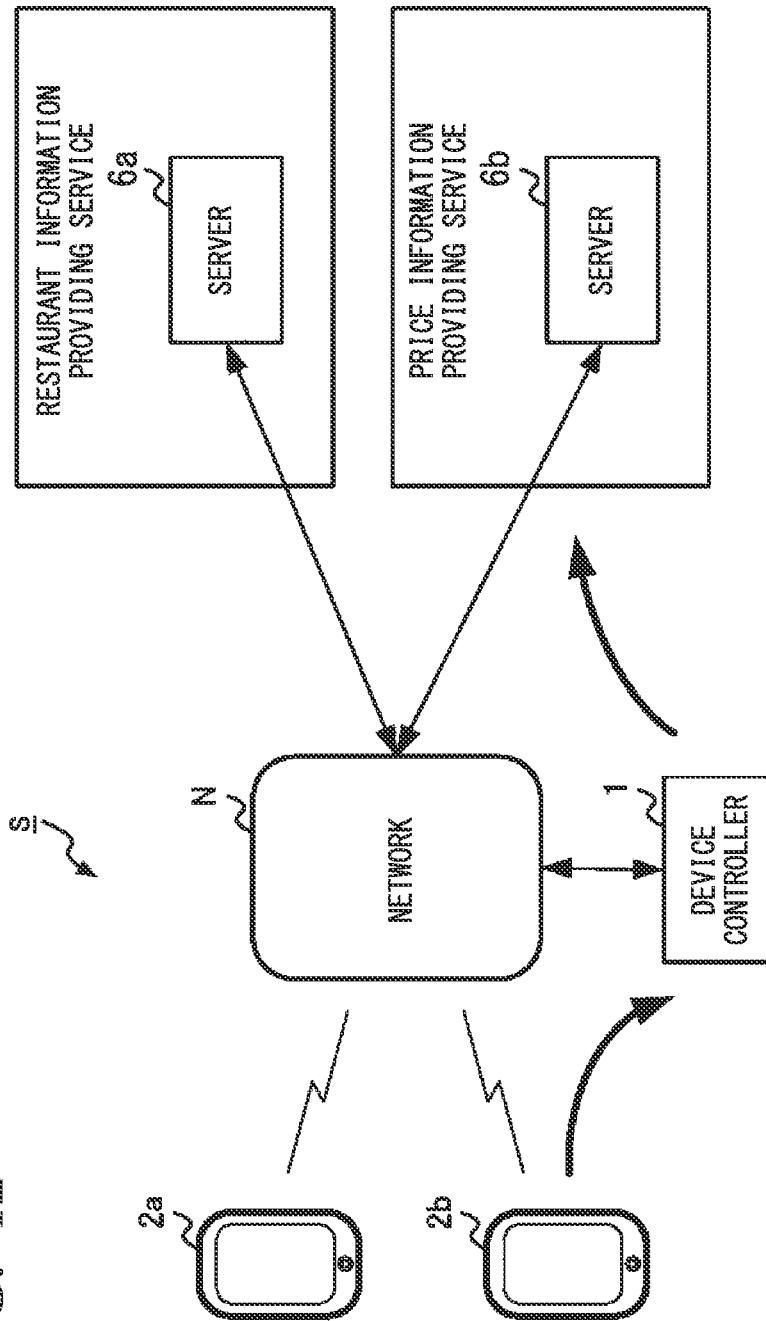 S
2a
2b
N
NETWORK
1
DEVICE
CONTROLLER
RESTAURANT INFORMATION
PROVIDING SERVICE
6a
SERVER
PRICE INFORMATION
PROVIDING SERVICE
6b
SERVER